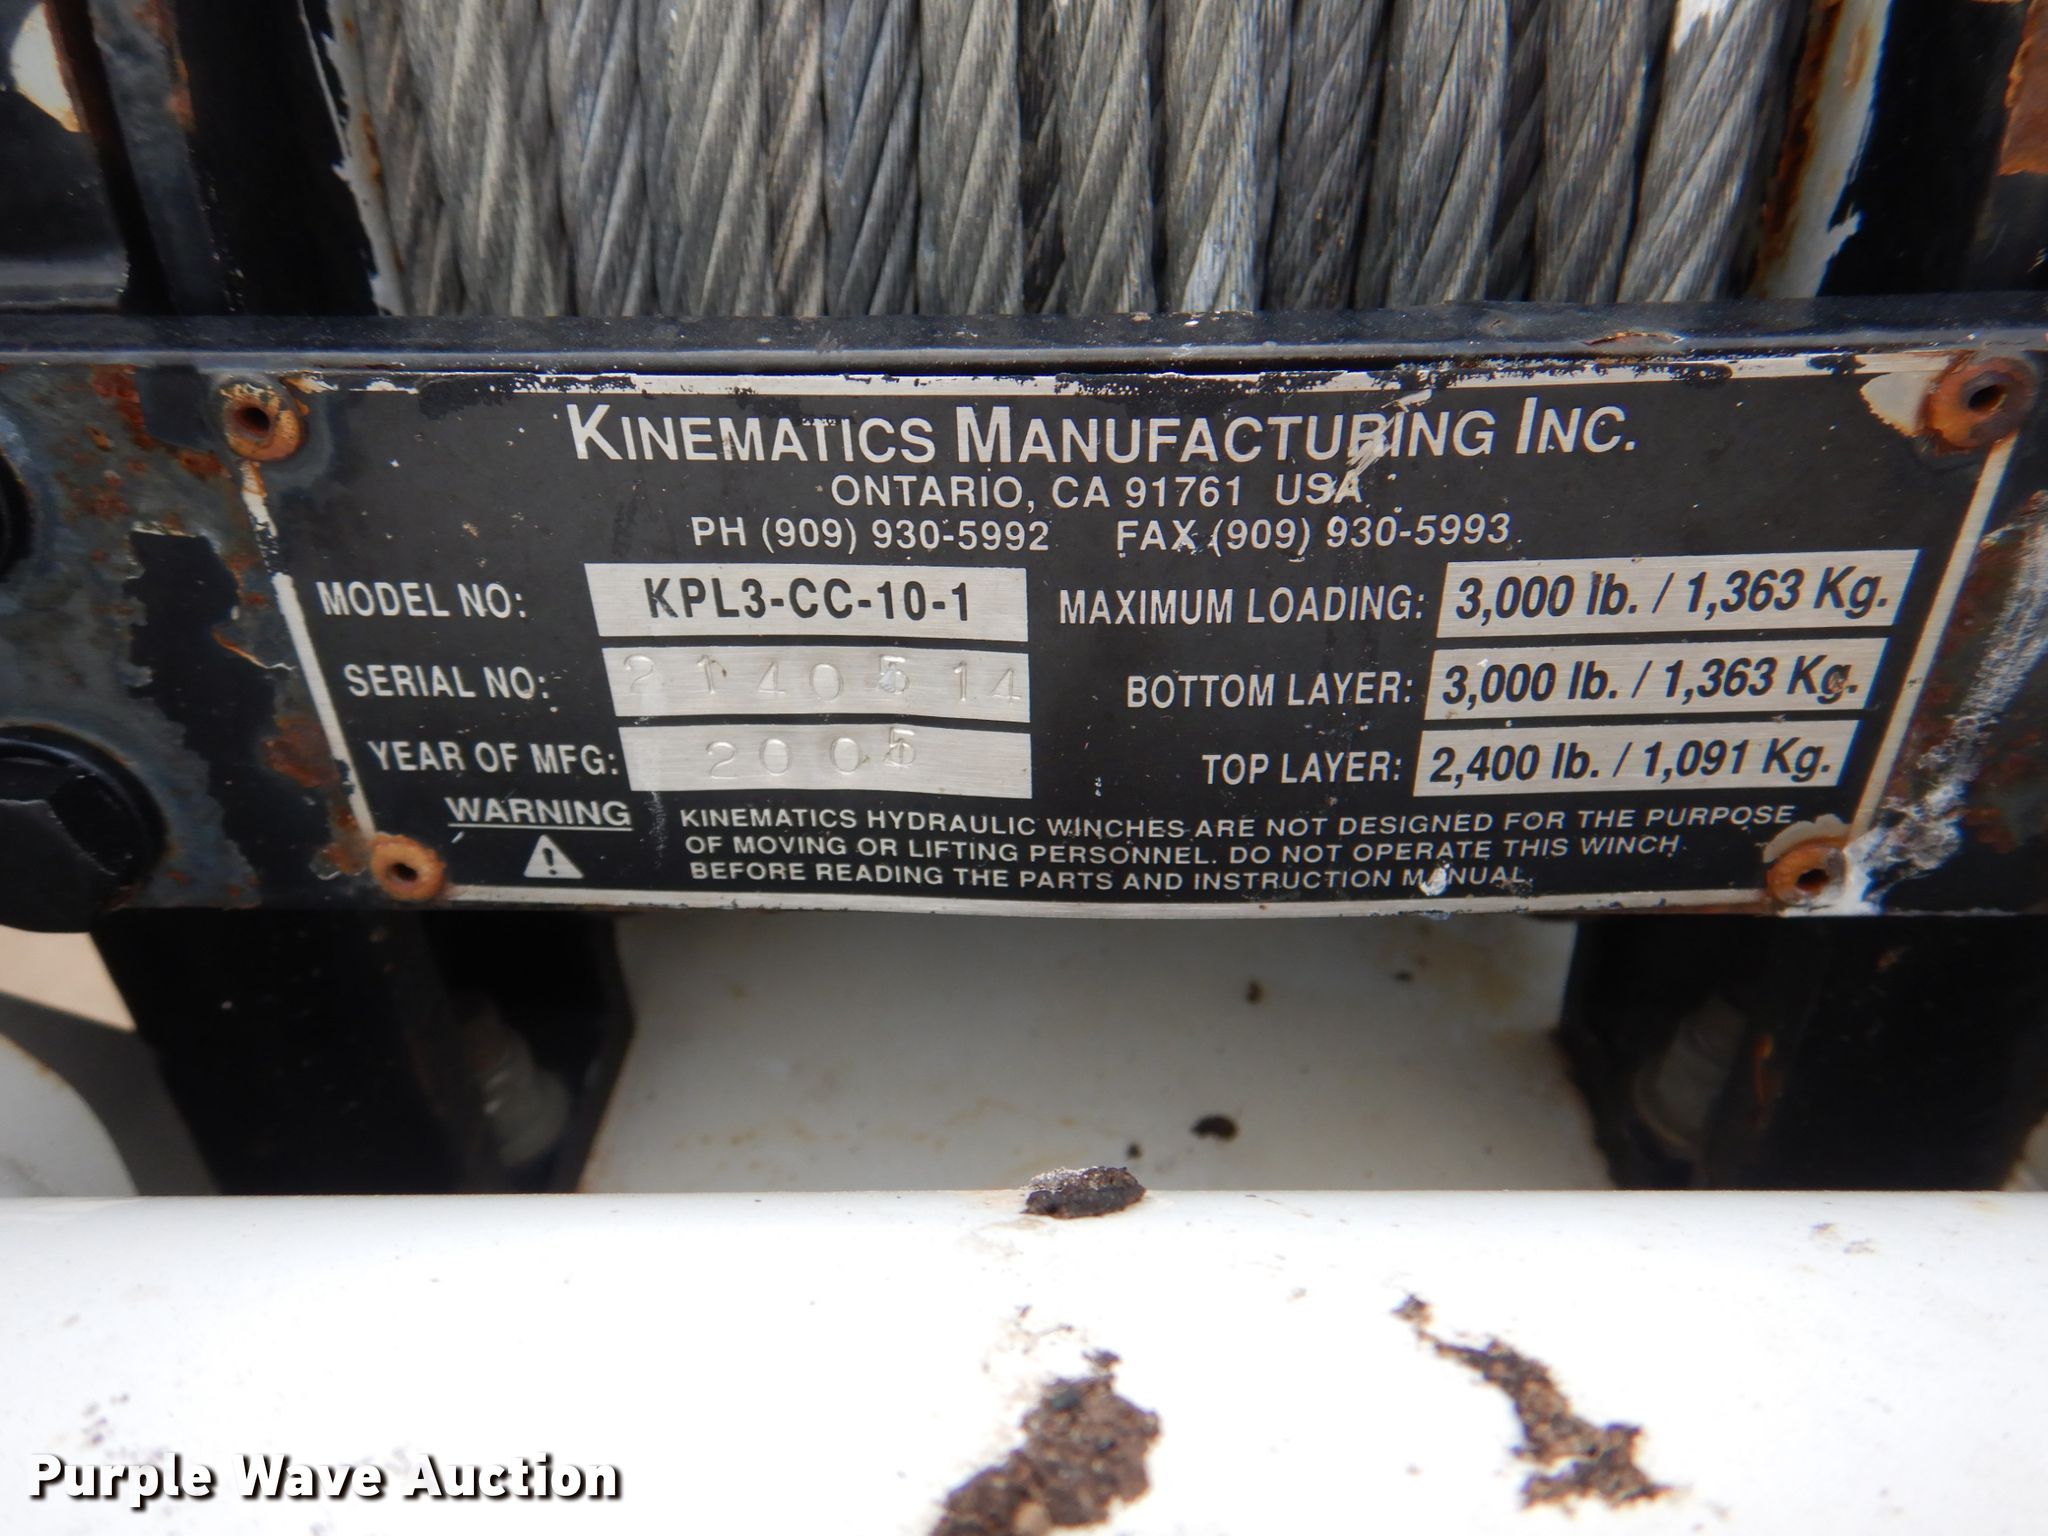 KINEMATICS MANUFACTURING INC.
ONTARIO, CA 91761 USA
PH (909) 930-5992 FAX (909) 930-5993
MODEL NO: KPL3-CC-10-1 MAXIMUM LOADING: 3,000 lb. / 1,363 Kg.
SERIAL NO: 2140514 BOTTOM LAYER: 3,000 lb. / 1,363 Kg.
YEAR OF MFG: 2005 TOP LAYER: 2,400 lb. / 1,091 Kg.
WARNING
KINEMATICS HYDRAULIC WINCHES ARE NOT DESIGNED FOR THE PURPOSE
OF MOVING OR LIFTING PERSONNEL. DO NOT OPERATE THIS WINCH
BEFORE READING THE PARTS AND INSTRUCTION MANUAL.
Purple Wave Auction